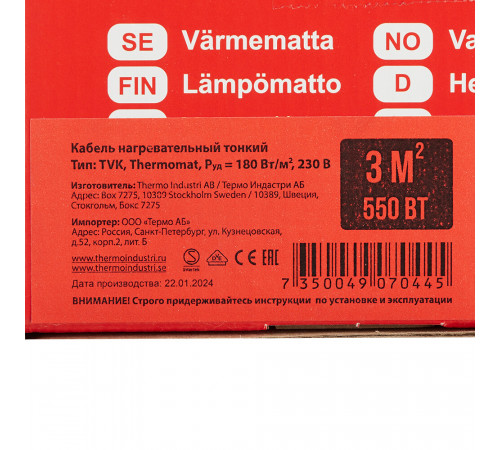 SE Värmematta NO Va
FIN Lämpömatto D He
Кабель нагревательный тонкий
Тип: TVK, Thermomat, Pуд = 180 Вт/м², 230 В
3 М²
550 ВТ
Изготовитель: Thermo Industri AB / Термо Индастри АБ
Адрес: Box 7275, 10389 Stockholm Sweden / 10389, Швеция,
Стокгольм, Бокс 7275
Импортер: ООО «Термо АБ»
Адрес: Россия, Санкт-Петербург, ул. Кузнецовская,
д.52, корп.2, лит. Б
www.thermoindustri.ru
www.thermoindustri.se
CE EAC
7 350049 070445
Дата производства: 22.01.2024
ВНИМАНИЕ! Строго придерживайтесь инструкции по установке и эксплуатации